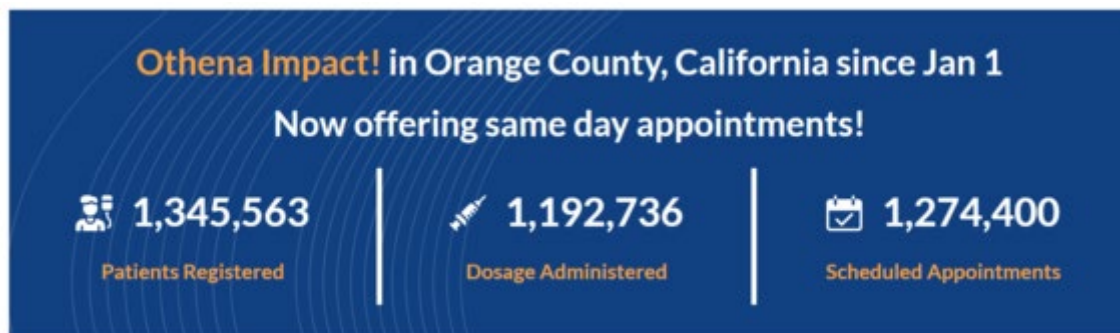 Othena Impact! in Orange County, California since Jan 1
Now offering same day appointments!
1,345,563
Patients Registered
1,192,736
Dosage Administered
1,274,400
Scheduled Appointments